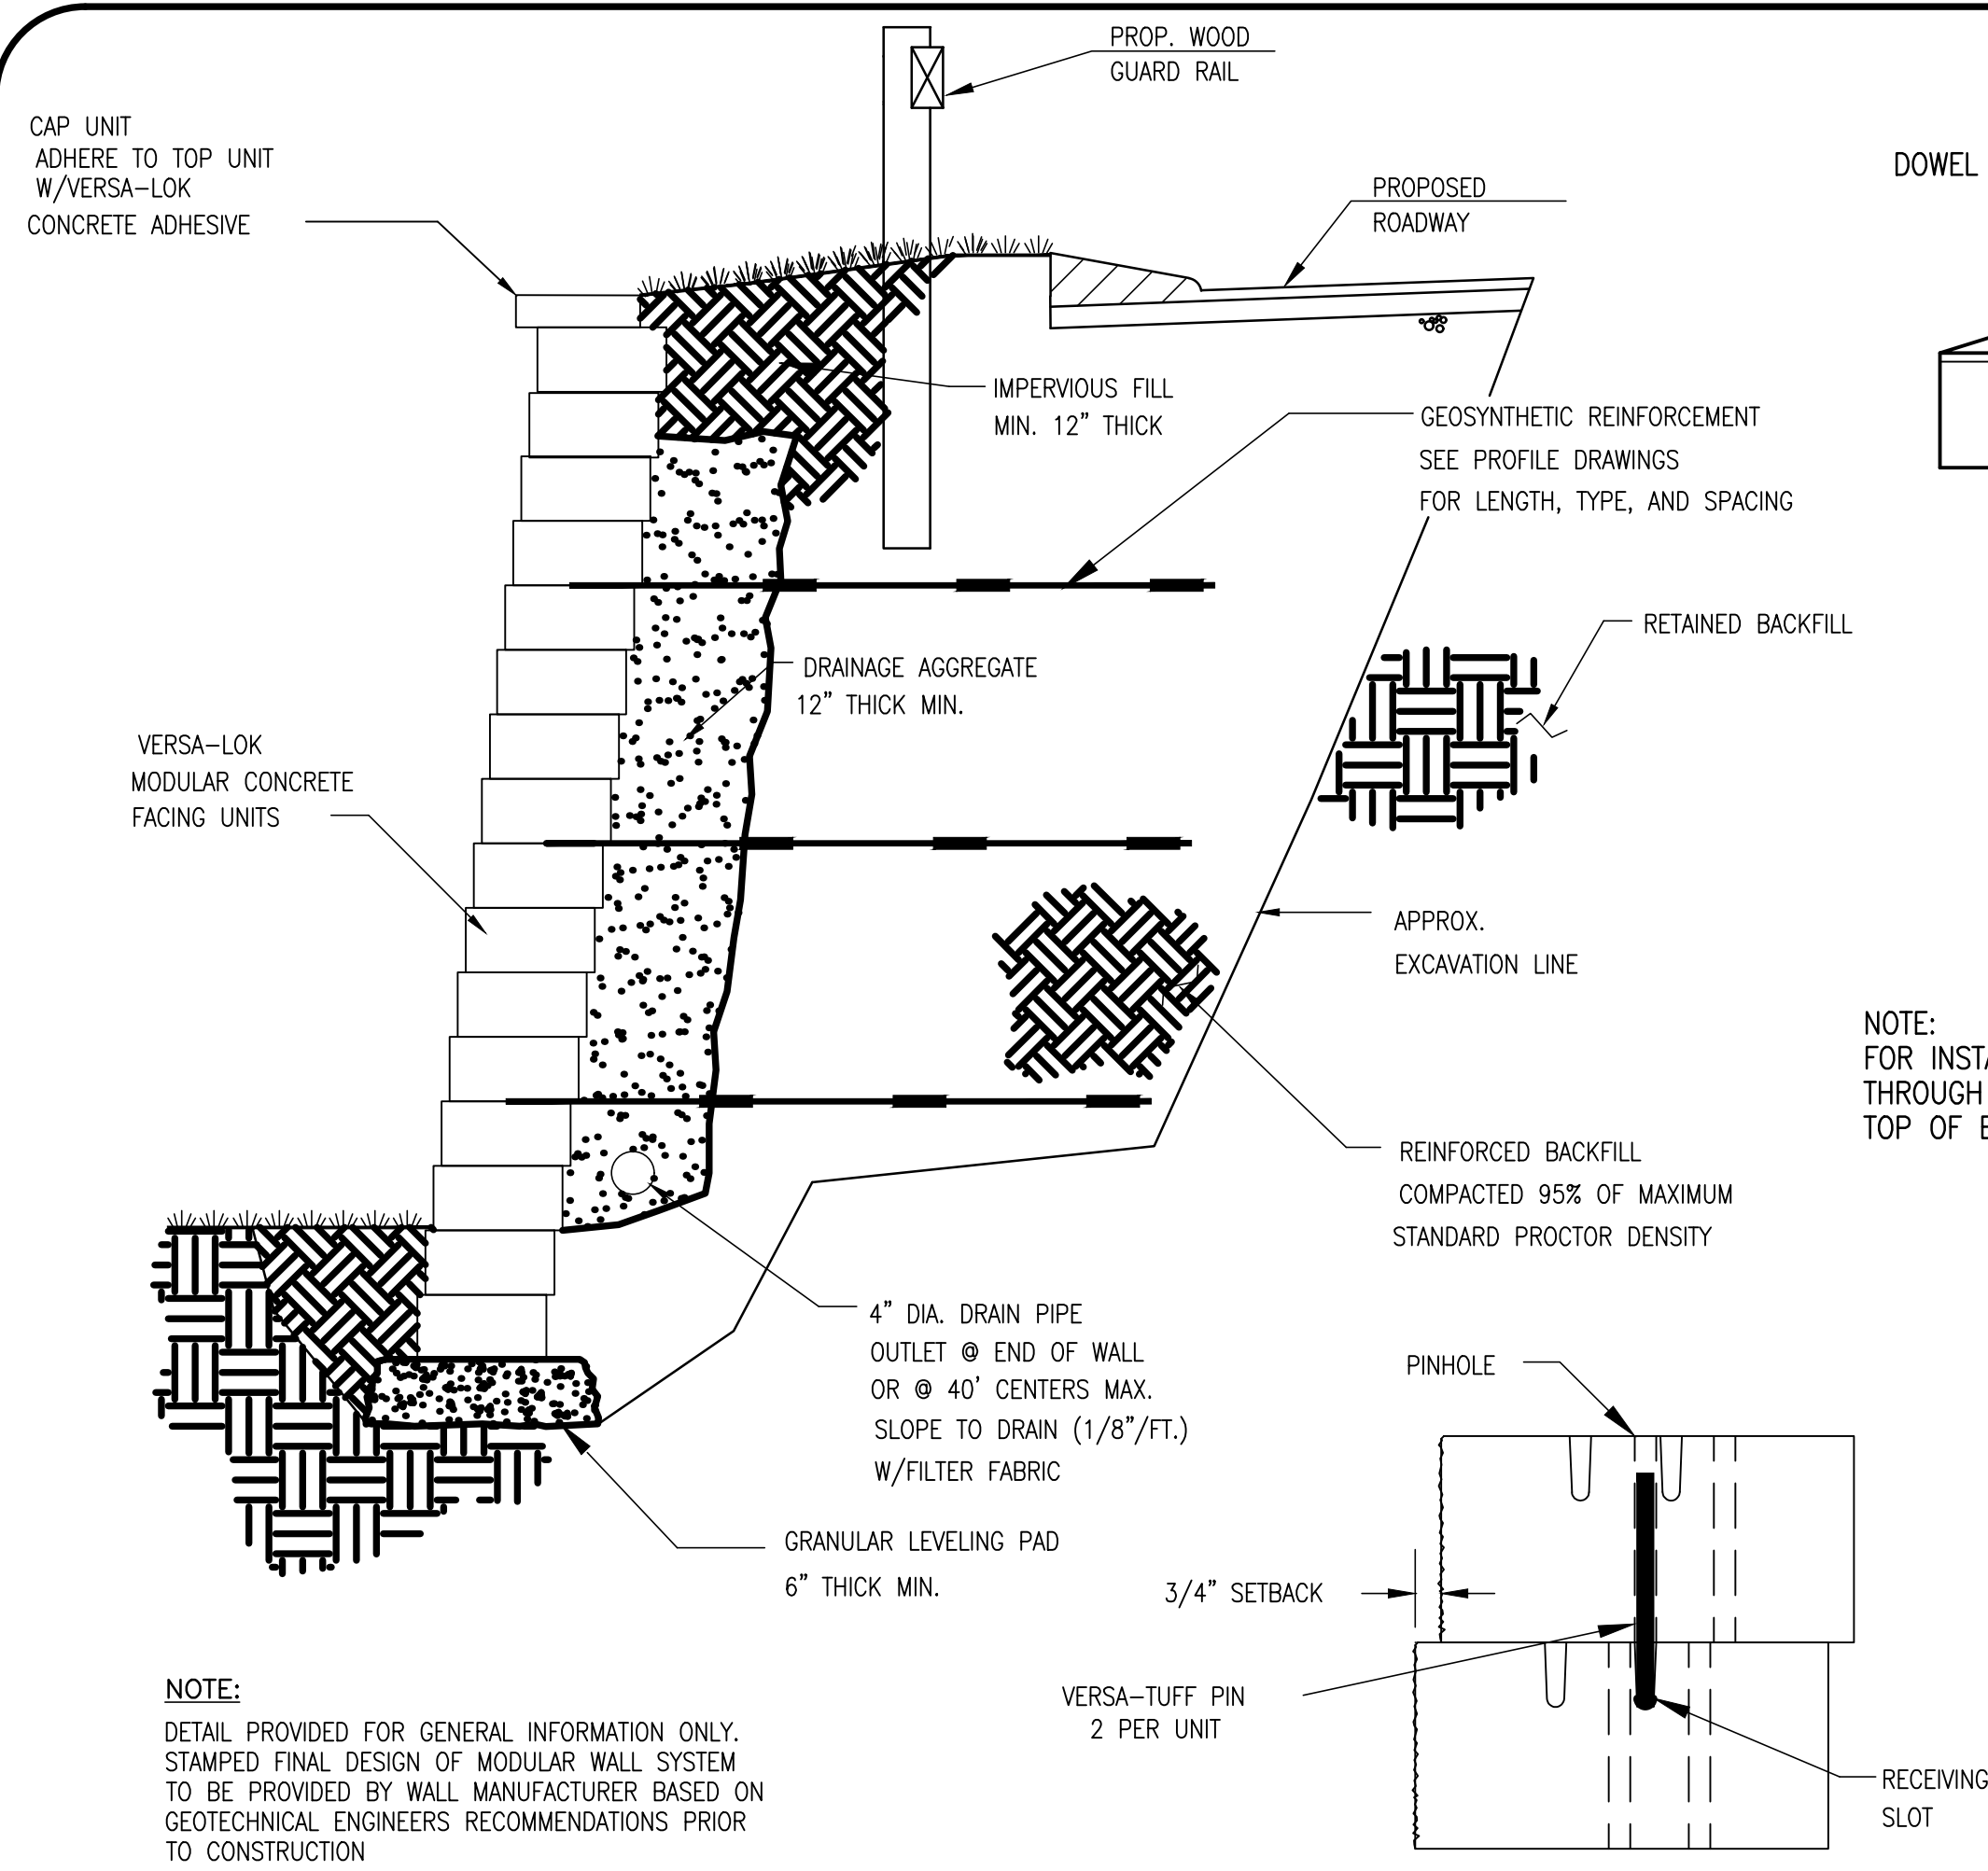 PROP. WOOD
GUARD RAIL
CAP UNIT
ADHERE TO TOP UNIT
W/VERSA-LOK
CONCRETE ADHESIVE
PROPOSED
ROADWAY
DOWEL
IMPERVIOUS FILL
MIN. 12" THICK
GEOSYNTHETIC REINFORCEMENT
SEE PROFILE DRAWINGS
FOR LENGTH, TYPE, AND SPACING
RETAINED BACKFILL
DRAINAGE AGGREGATE
12" THICK MIN.
VERSA-LOK
MODULAR CONCRETE
FACING UNITS
APPROX.
EXCAVATION LINE
NOTE:
FOR INSTA
THROUGH
TOP OF
REINFORCED BACKFILL
COMPACTED 95% OF MAXIMUM
STANDARD PROCTOR DENSITY
4" DIA. DRAIN PIPE
OUTLET @ END OF WALL
OR @ 40' CENTERS MAX.
SLOPE TO DRAIN (1/8"/FT.)
W/FILTER FABRIC
GRANULAR LEVELING PAD
6" THICK MIN.
PINHOLE
3/4" SETBACK
VERSA-TUFF PIN
2 PER UNIT
RECEIVING
SLOT
NOTE:
DETAIL PROVIDED FOR GENERAL INFORMATION ONLY.
STAMPED FINAL DESIGN OF MODULAR WALL SYSTEM
TO BE PROVIDED BY WALL MANUFACTURER BASED ON
GEOTECHNICAL ENGINEERS RECOMMENDATIONS PRIOR
TO CONSTRUCTION